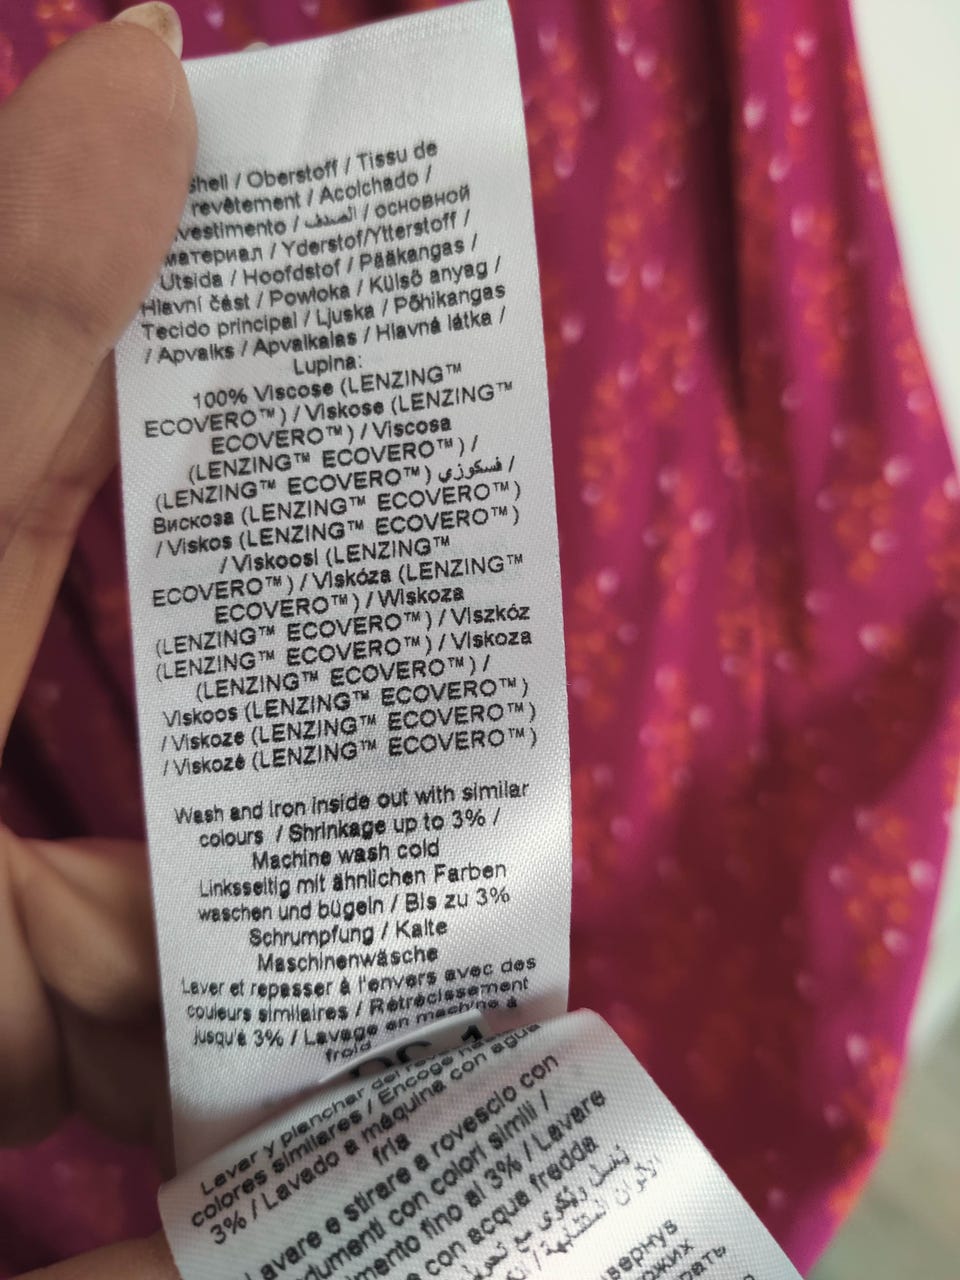 shell / Oberstoff / Tissu de
revêtement / Acolchado /
vestimento / الصدف / основной
материал / Yderstof/Ytterstoff /
Utsida / Hoofdstof / Pääkangas /
Hlavní část / Powłoka / Külső anyag /
Tecido principal / Ljuska / Põhikangas
/ Apvalks / Apvalkalas / Hlavná látka /
Lupina:
100% Viscose (LENZING™
ECOVERO™) / Viskose (LENZING™
ECOVERO™) / Viscosa
(LENZING™ ECOVERO™) /
(LENZING™ ECOVERO™) فسكوزي /
Вискоза (LENZING™ ECOVERO™)
/ Viskos (LENZING™ ECOVERO™)
/ Viskoosi (LENZING™
ECOVERO™) / Viskóza (LENZING™
ECOVERO™) / Wiskoza
(LENZING™ ECOVERO™) / Viszkóz
(LENZING™ ECOVERO™) / Viskoza
(LENZING™ ECOVERO™) /
Viskoos (LENZING™ ECOVERO™)
/ Viskoze (LENZING™ ECOVERO™)
/ Viskozė (LENZING™ ECOVERO™)
Wash and iron inside out with similar
colours / Shrinkage up to 3% /
Machine wash cold
Linksseitig mit ähnlichen Farben
waschen und bügeln / Bis zu 3%
Schrumpfung / Kalte
Maschinenwäsche
Laver et repasser à l'envers avec des
couleurs similaires / Rétrécissement
jusqu'à 3% / Lavage en machine à
froid
Lavar y planchar del revés
colores similares / Encoge
3% / Lavado a máquina con agua
fría
Lavare e stirare a rovescio con
indumenti con colori simili /
mento fino al 3% / Lavare
con acqua fredda